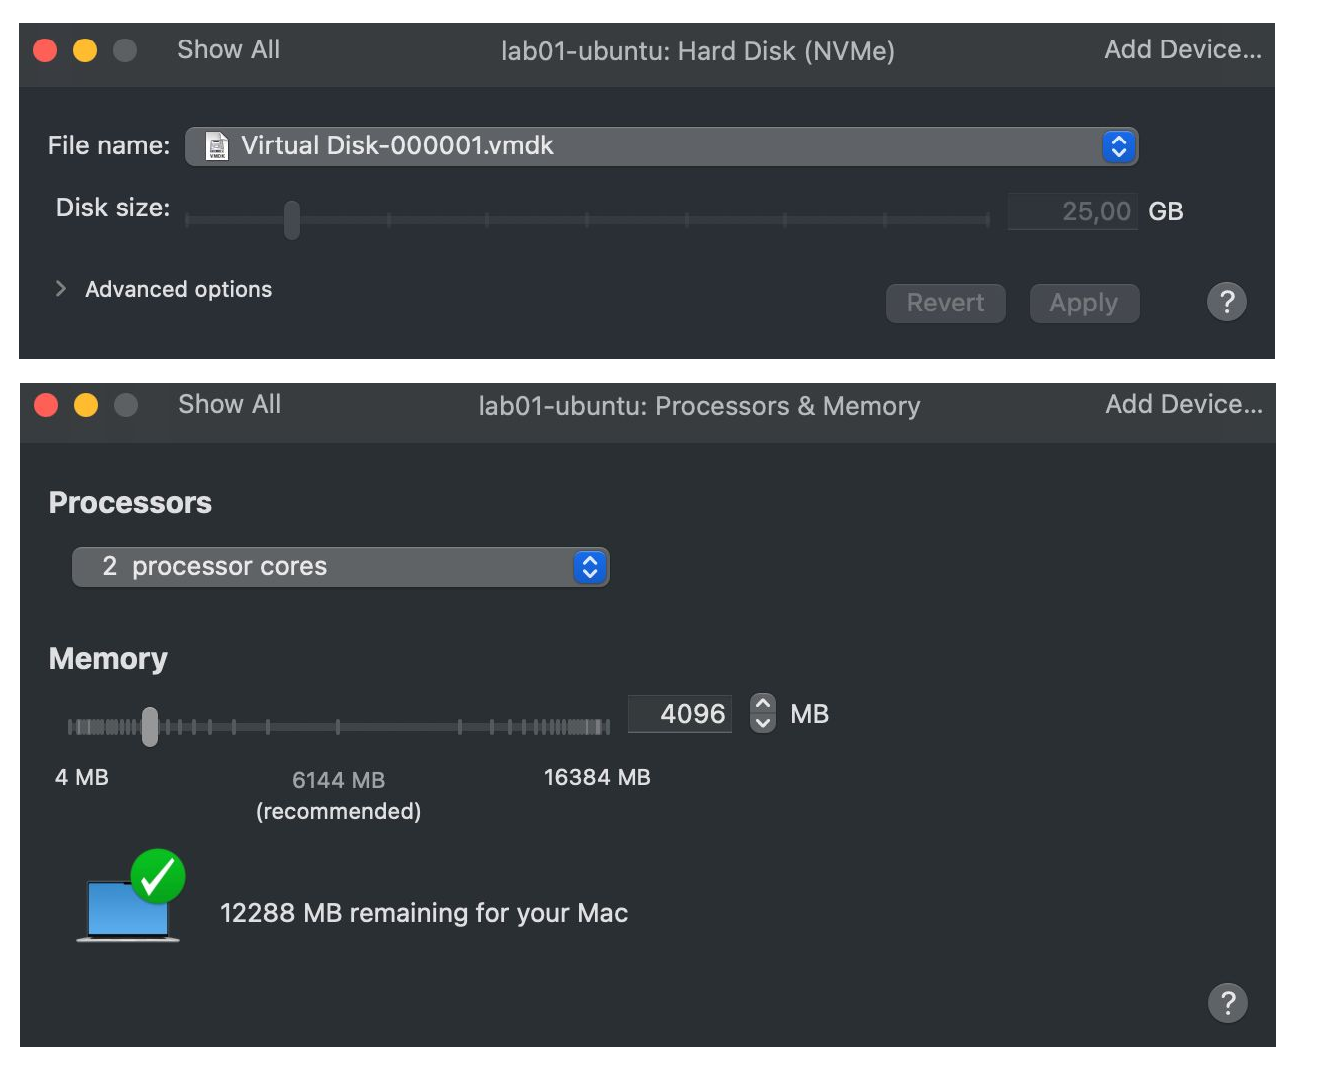 Show All
lab01-ubuntu: Hard Disk (NVMe)
Add Device...
File name:
VMDK
Virtual Disk-000001.vmdk
Disk size:
25,00 GB
Advanced options
Revert
Apply
?
Show All
lab01-ubuntu: Processors & Memory
Add Device...
Processors
2 processor cores
Memory
4096 MB
4 MB
6144 MB
(recommended)
16384 MB
12288 MB remaining for your Mac
?